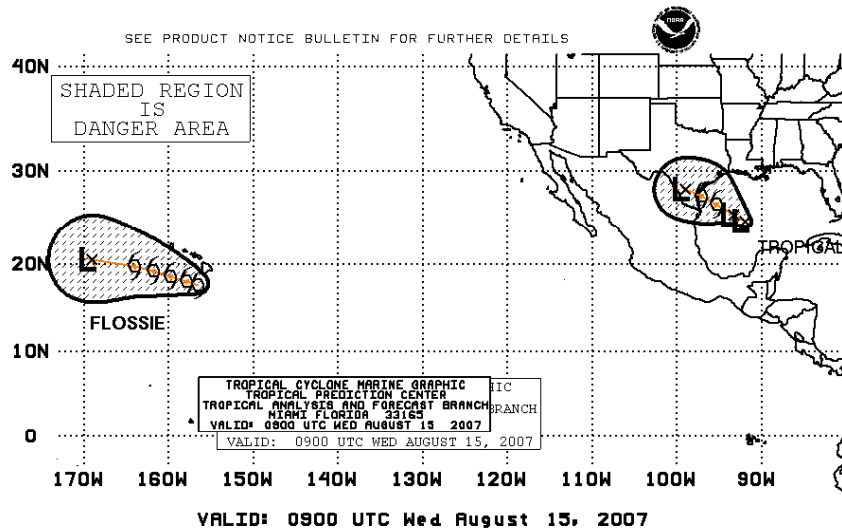 NOAA
SEE PRODUCT NOTICE BULLETIN FOR FURTHER DETAILS
40N
SHADED REGION
IS
DANGER AREA
30N
L
L
L
TROPICAL
L
20N
FLOSSIE
10N
TROPICAL CYCLONE MARINE GRAPHIC
TROPICAL PREDICTION CENTER
TROPICAL ANALYSIS AND FORECAST BRANCH
NIAMI FLORIDA 33165
VALID: 0900 UTC WED AUGUST 15 2007
HIC
BRANCH
VALID: 0900 UTC WED AUGUST 15, 2007
0
170W 160W 150W 140W 130W 120W 110W 100W 90W
VALID: 0900 UTC Wed August 15, 2007